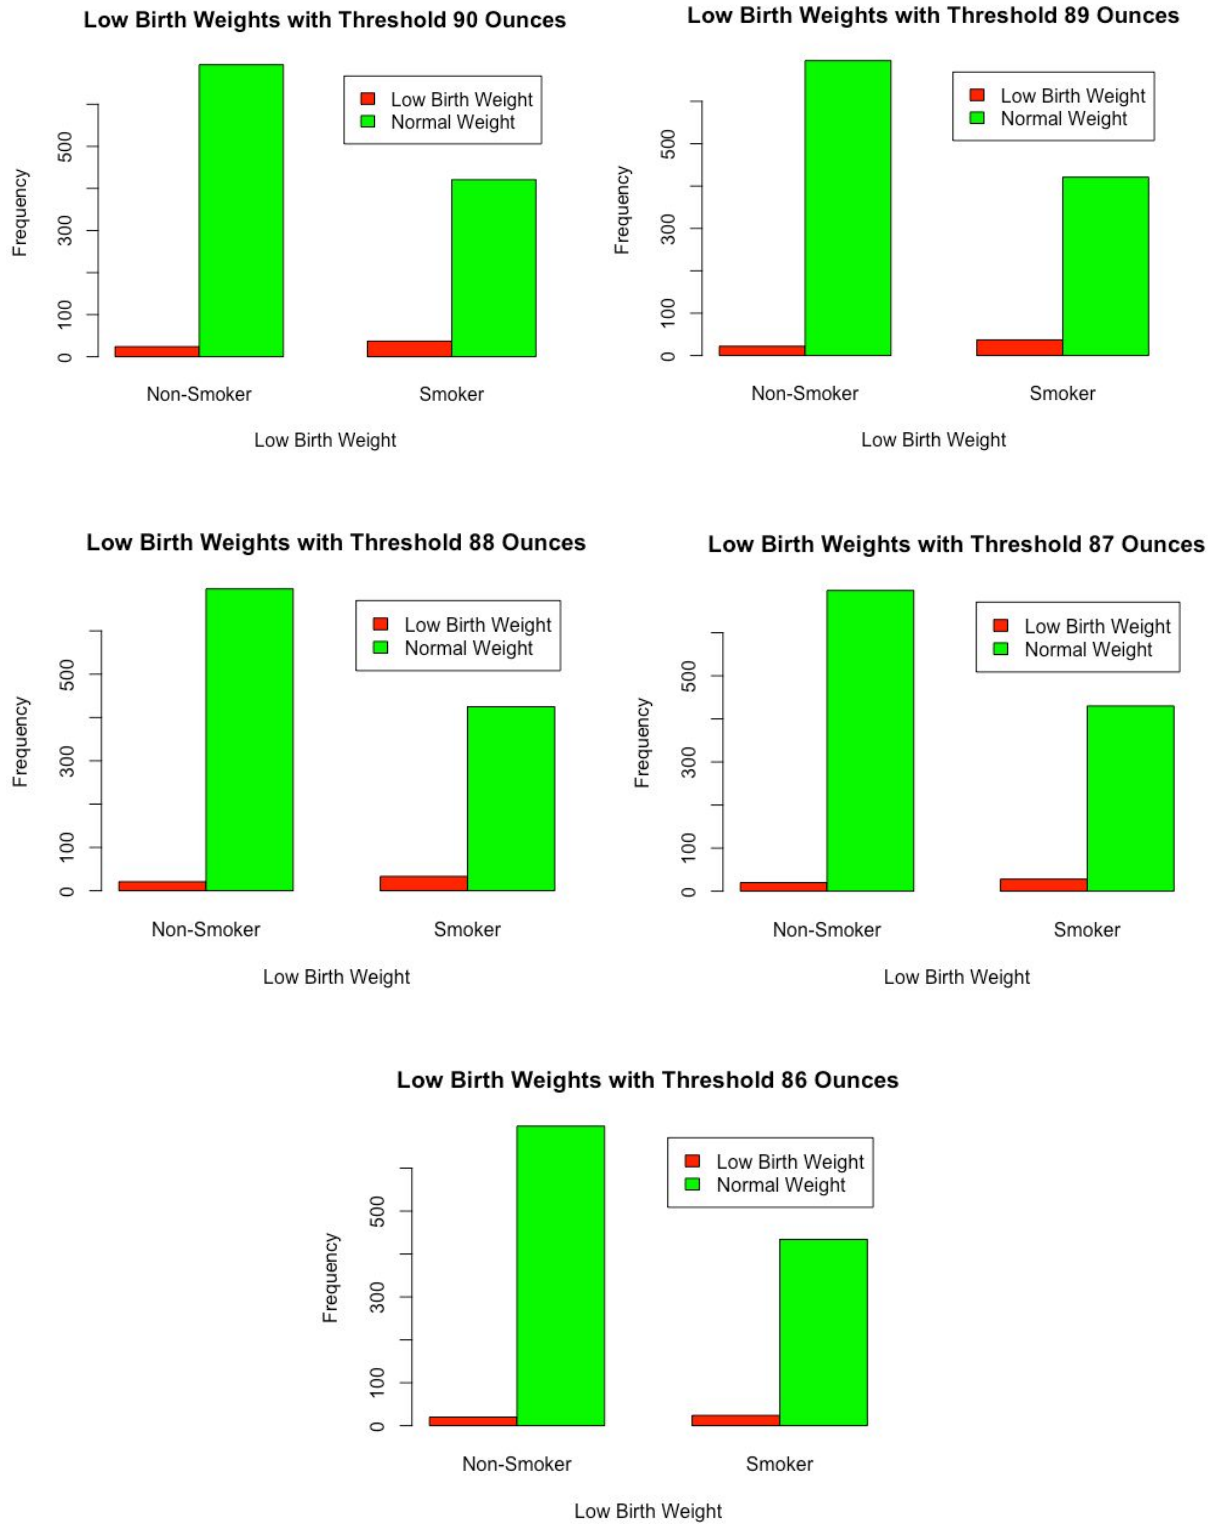 Low Birth Weights with Threshold 90 Ounces
Low Birth Weight
Normal Weight
Frequency
500
300
100
0
Non-Smoker
Smoker
Low Birth Weight
Low Birth Weights with Threshold 89 Ounces
Low Birth Weight
Normal Weight
Frequency
500
300
100
0
Non-Smoker
Smoker
Low Birth Weight
Low Birth Weights with Threshold 88 Ounces
Low Birth Weight
Normal Weight
Frequency
500
300
100
0
Non-Smoker
Smoker
Low Birth Weight
Low Birth Weights with Threshold 87 Ounces
Low Birth Weight
Normal Weight
Frequency
500
300
100
0
Non-Smoker
Smoker
Low Birth Weight
Low Birth Weights with Threshold 86 Ounces
Low Birth Weight
Normal Weight
Frequency
500
300
100
0
Non-Smoker
Smoker
Low Birth Weight